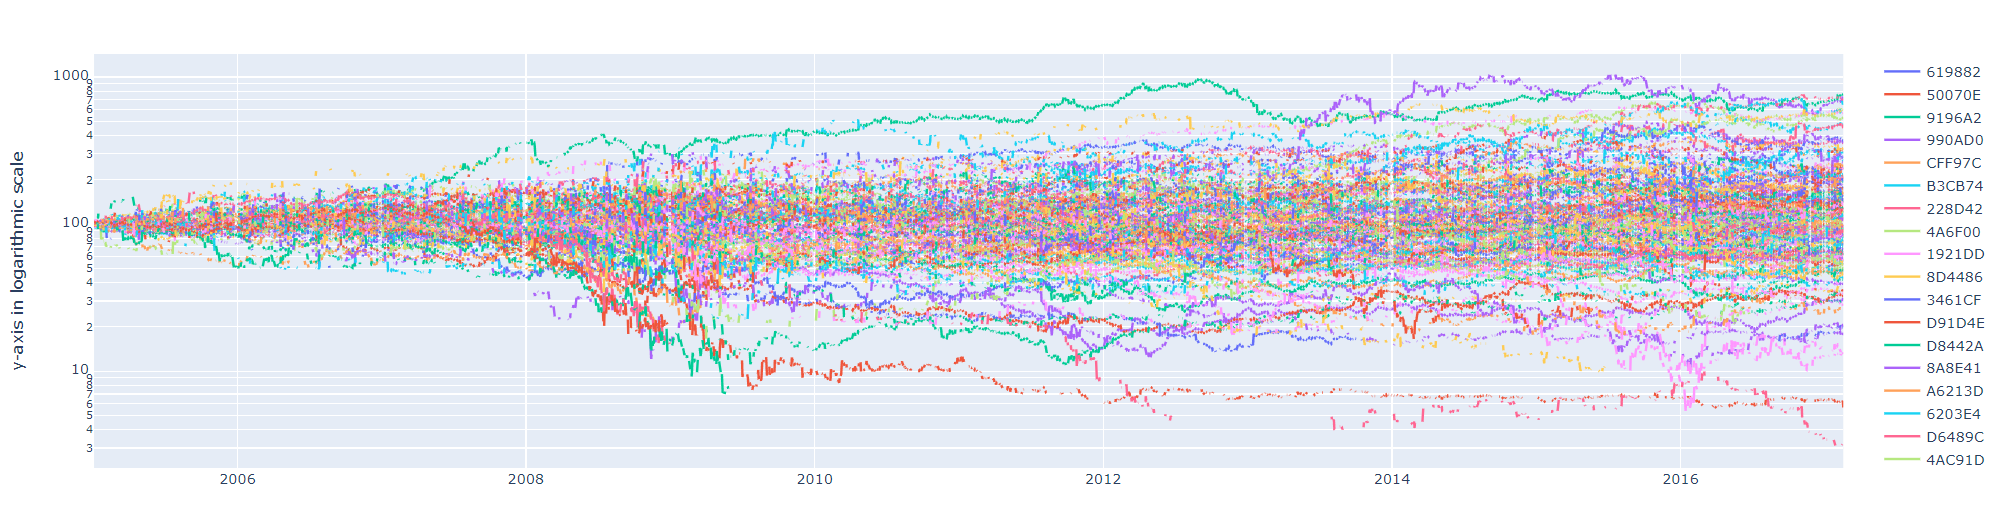 y-axis in logarithmic scale
1000
9
8
7
6
5
4
3
2
100
9
8
7
6
5
4
3
2
10
9
8
7
6
5
4
3
2006
2008
2010
2012
2014
2016
619882
50070E
9196A2
990AD0
CFF97C
B3CB74
228D42
4A6F00
1921DD
8D4486
3461CF
D91D4E
D8442A
8A8E41
A6213D
6203E4
D6489C
4AC91D